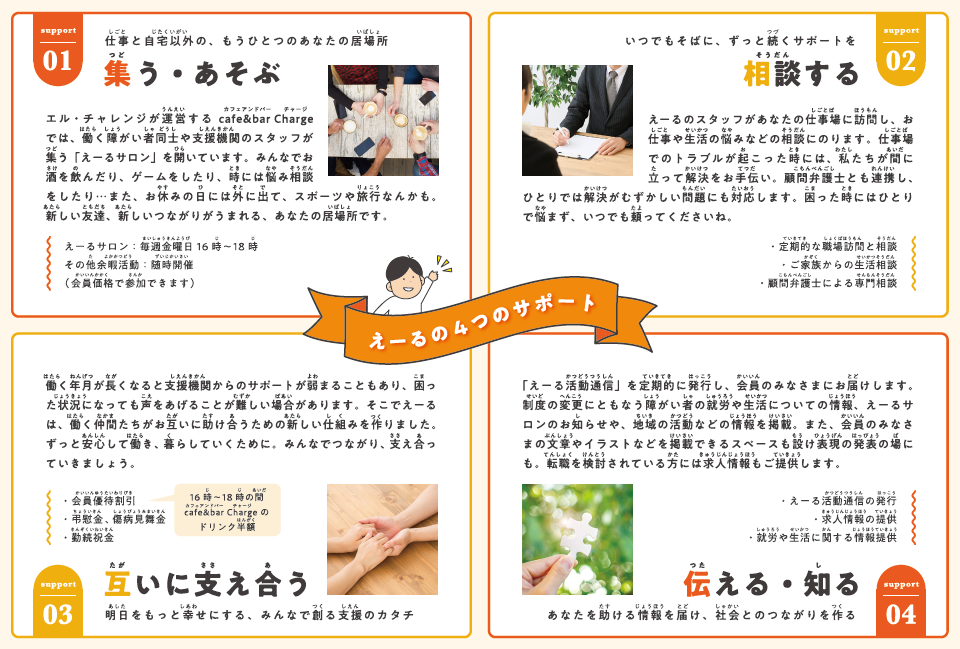 support
01
仕事と自宅以外の、もうひとつのあなたの居場所
集う・あそぶ
エル・チャレンジが運営する cafe&bar Charge
では、働く障がい者同士や支援機関のスタッフが
集う「えーるサロン」を開いています。みんなでお
酒を飲んだり、ゲームをしたり、時には悩み相談
をしたり…また、お休みの日には外に出て、スポーツや旅行なんかも。
新しい友達、新しいつながりがうまれる、あなたの居場所です。
えーるサロン：毎週金曜日 16 時〜18 時
その他余暇活動：随時開催
（会員価格で参加できます）
support
02
いつでもそばに、ずっと続くサポートを
相談する
えーるのスタッフがあなたの仕事場に訪問し、お
仕事や生活の悩みなどの相談にのります。仕事場
でのトラブルが起こった時には、私たちが間に
立って解決をお手伝い。顧問弁護士とも連携し、
ひとりでは解決がむずかしい問題にも対応します。困った時にはひとり
で悩まず、いつでも頼ってくださいね。
・定期的な職場訪問と相談
・ご家族からの生活相談
・顧問弁護士による専門相談
えーるの4つのサポート
働く年月が長くなると支援機関からのサポートが弱まることもあり、困っ
た状況になっても声をあげることが難しい場合があります。そこでえーる
は、働く仲間たちがお互いに助け合うための新しい仕組みを作りました。
ずっと安心して働き、暮らしていくために。みんなでつながり、支え合っ
ていきましょう。
・会員優待割引
・弔慰金、傷病見舞金
・勤続祝金
16 時〜18 時の間
cafe&bar Charge の
ドリンク半額
support
03
互いに支え合う
明日をもっと幸せにする、みんなで創る支援のカタチ
「えーる活動通信」を定期的に発行し、会員のみなさまにお届けします。
制度の変更にともなう障がい者の就労や生活についての情報、えーるサ
ロンのお知らせや、地域の活動などの情報を掲載。また、会員のみなさ
まの文章やイラストなどを掲載できるスペースも設け表現の発表の場に
も。転職を検討されている方には求人情報もご提供します。
・えーる活動通信の発行
・求人情報の提供
・就労や生活に関する情報提供
support
04
伝える・知る
あなたを助ける情報を届け、社会とのつながりを作る